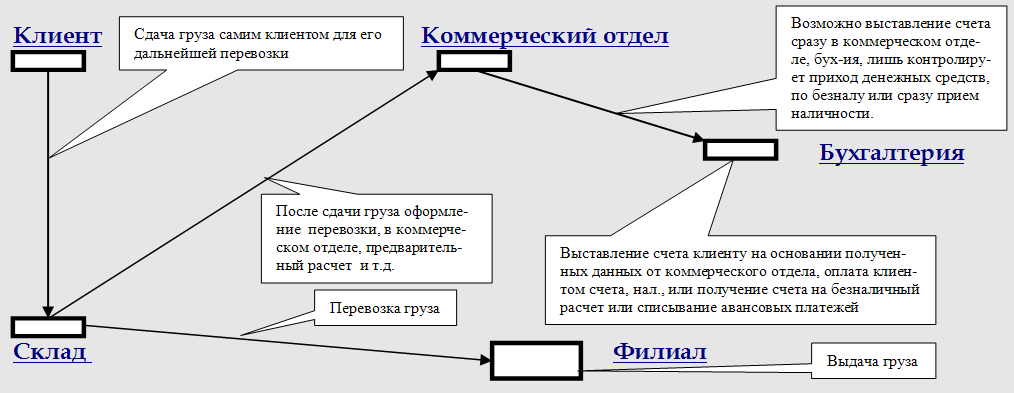 Клиент
Сдача груза самим клиентом для его
дальнейшей перевозки
Коммерческий отдел
Возможно выставление счета
сразу в коммерческом отде-
ле, бух-ия, лишь контролиру-
ет приход денежных средств,
по безналу или сразу прием
наличности.
Бухгалтерия
После сдачи груза оформле-
ние перевозки, в коммерче-
ском отделе, предваритель-
ный расчет и т.д.
Выставление счета клиенту на основании получен-
ных данных от коммерческого отдела, оплата клиен-
том счета, нал., или получение счета на безналичный
расчет или списывание авансовых платежей
Перевозка груза
Склад
Филиал
Выдача груза